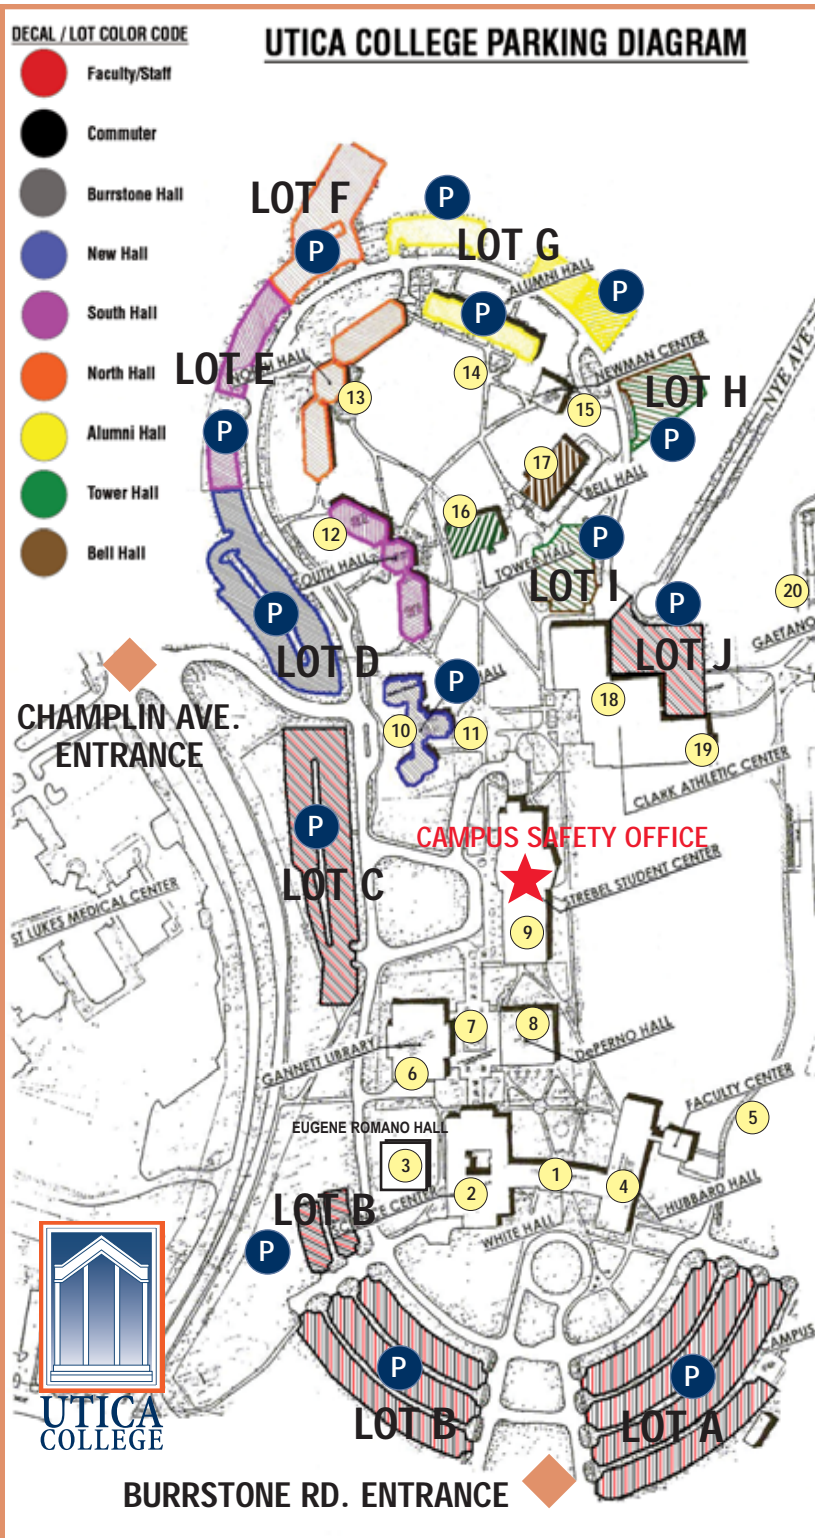 DECAL / LOT COLOR CODE
UTICA COLLEGE PARKING DIAGRAM
Faculty/Staff
Commuter
Burrstone Hall
New Hall
South Hall
North Hall
Alumni Hall
Tower Hall
Bell Hall
LOT F
P
P
LOT G
ALUMNI HALL
P
P
LOT E
HALL
13
14
NEWMAN CENTER
15
LOT H
P
NYE AVE
P
17
BELL HALL
16
12
SOUTH HALL
TOWER HALL
P
LOT I
20
P
GAETANO
P
LOT D
P
HALL
LOT J
18
CHAMPLIN AVE.
ENTRANCE
10
11
19
CLARK ATHLETIC CENTER
P
LOT C
CAMPUS SAFETY OFFICE
STREBEL STUDENT CENTER
9
ST LUKES MEDICAL CENTER
7
8
DePERNO HALL
GANNETT LIBRARY
6
FACULTY CENTER
5
EUGENE ROMANO HALL
3
1
2
4
HUBBARD HALL
LOT B
CENTER
WHITE HALL
P
CAMPUS
P
P
LOT B
LOT A
UTICA
COLLEGE
BURRSTONE RD. ENTRANCE